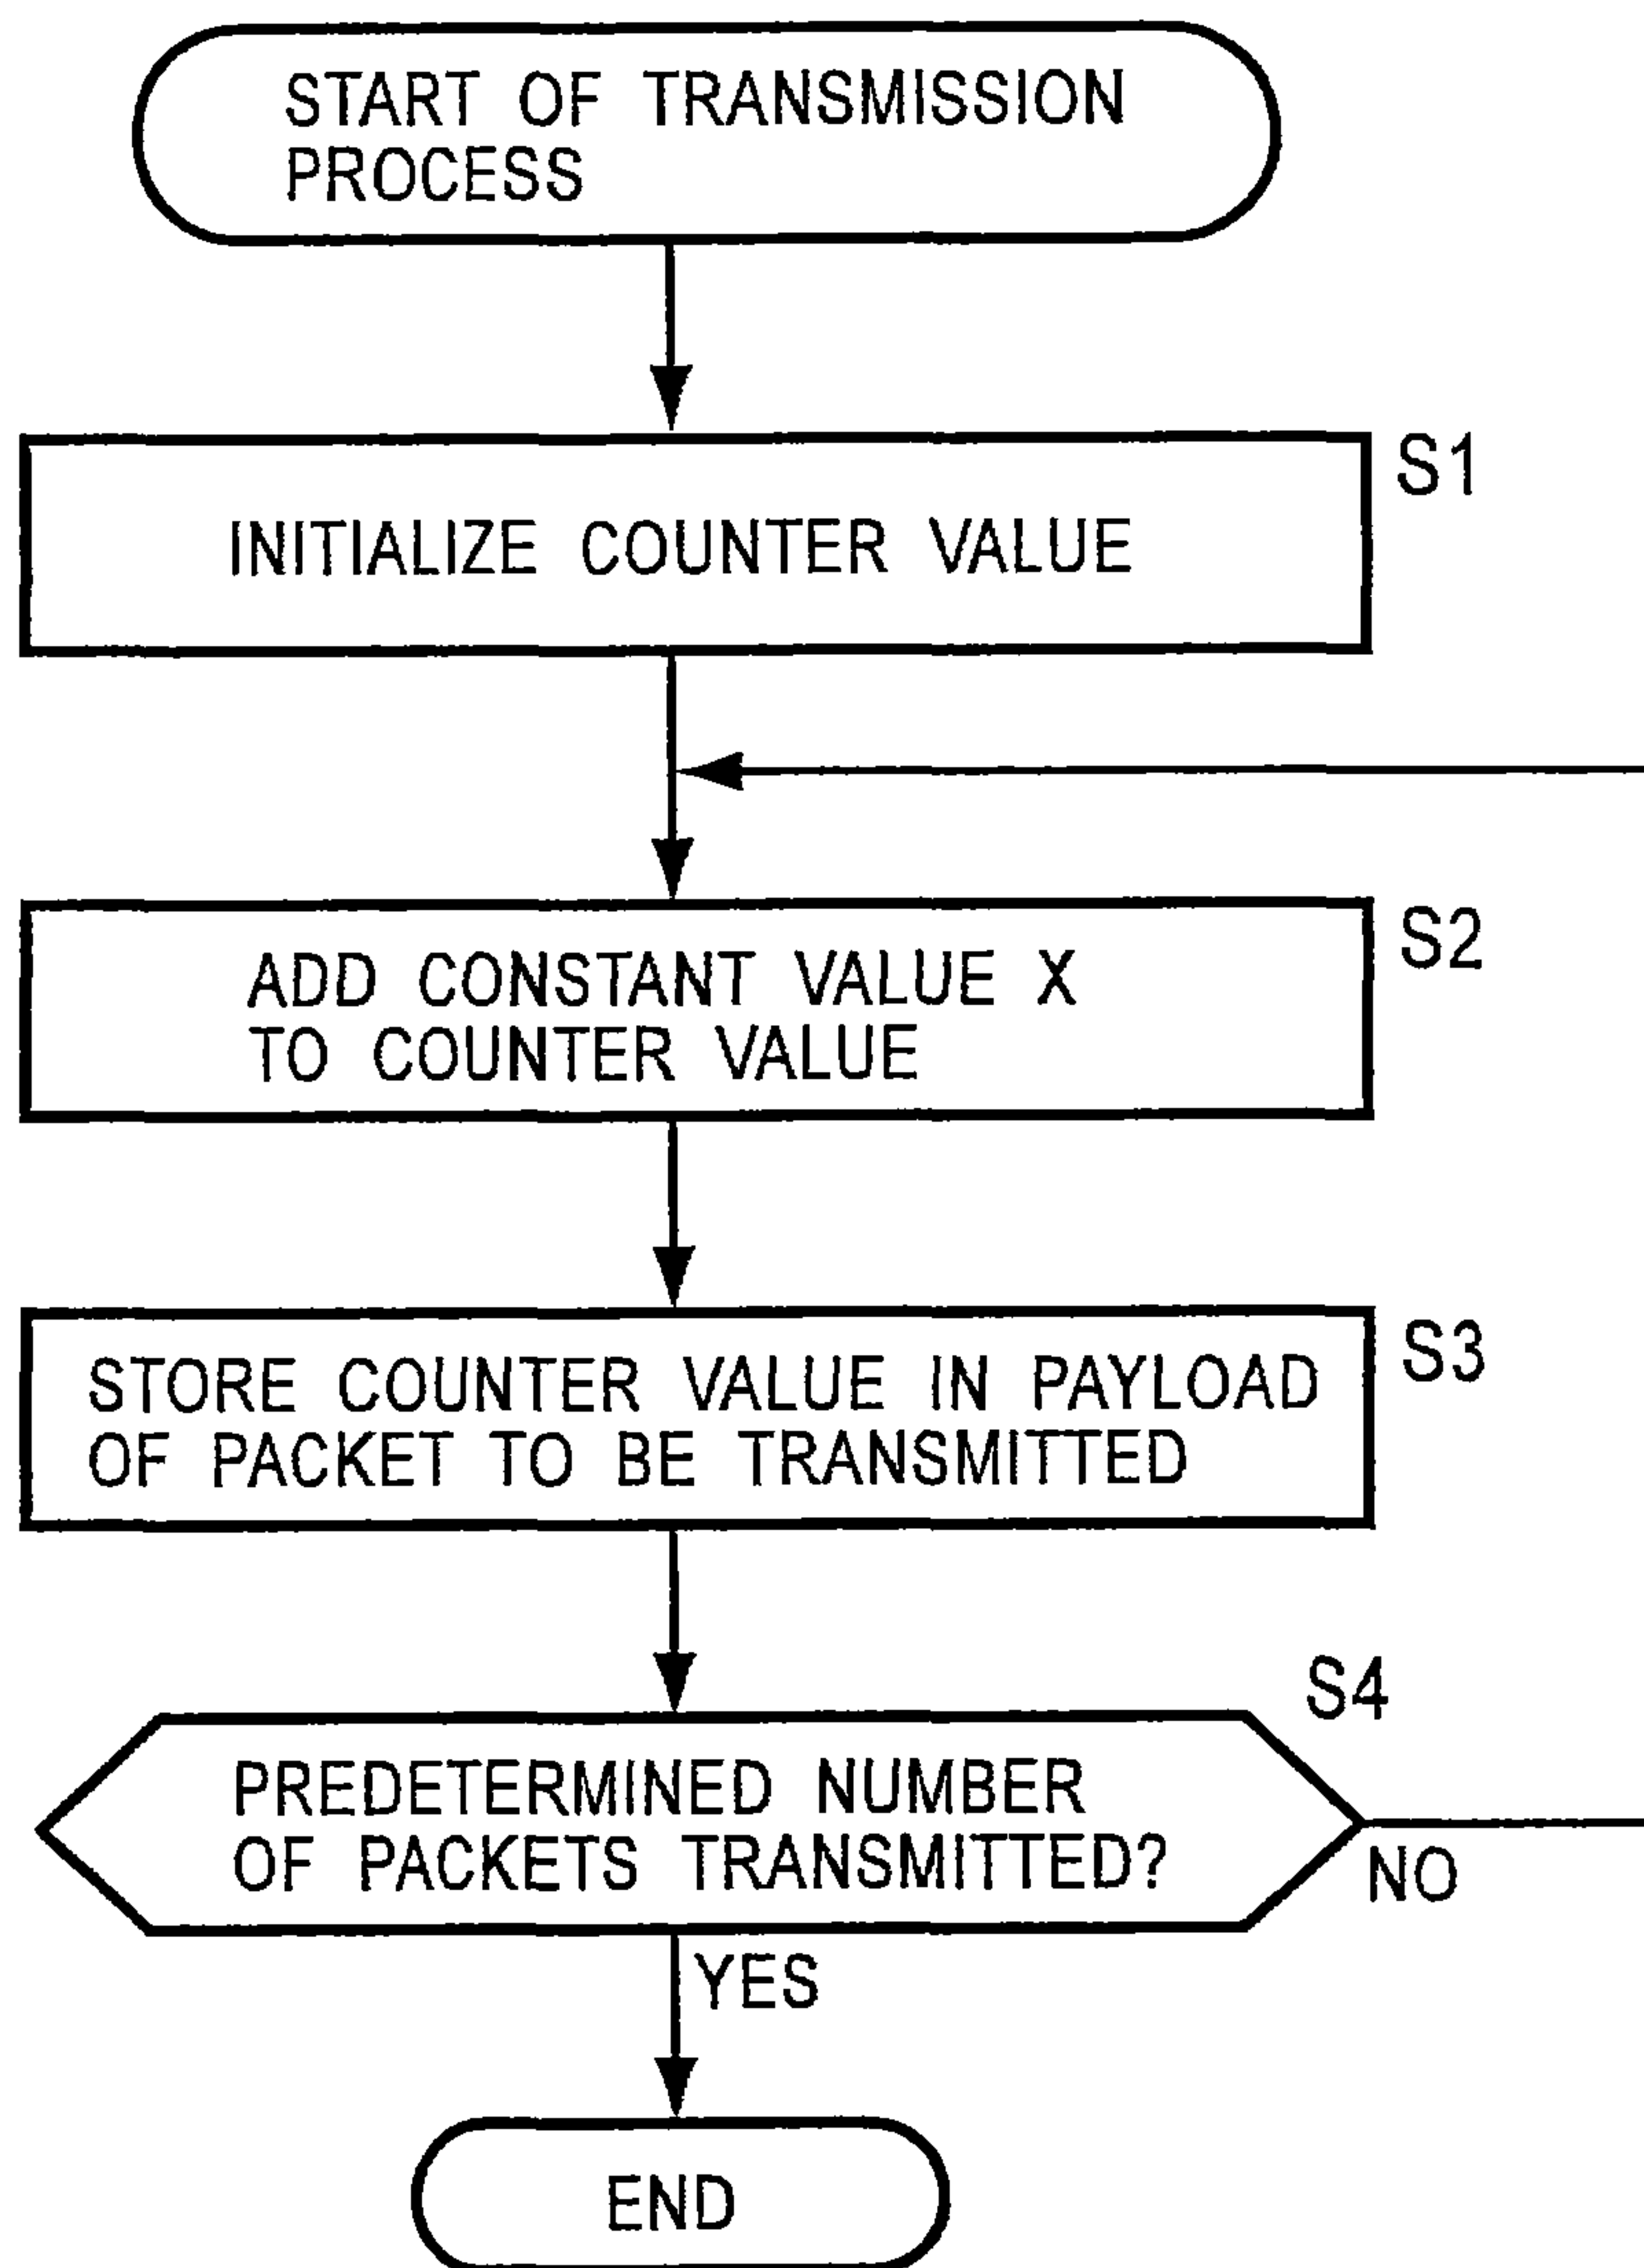 START OF TRANSMISSION
PROCESS
S1
INITIALIZE COUNTER VALUE
S2
ADD CONSTANT VALUE X
TO COUNTER VALUE
S3
STORE COUNTER VALUE IN PAYLOAD
OF PACKET TO BE TRANSMITTED
S4
PREDETERMINED NUMBER
OF PACKETS TRANSMITTED?
NO
YES
END